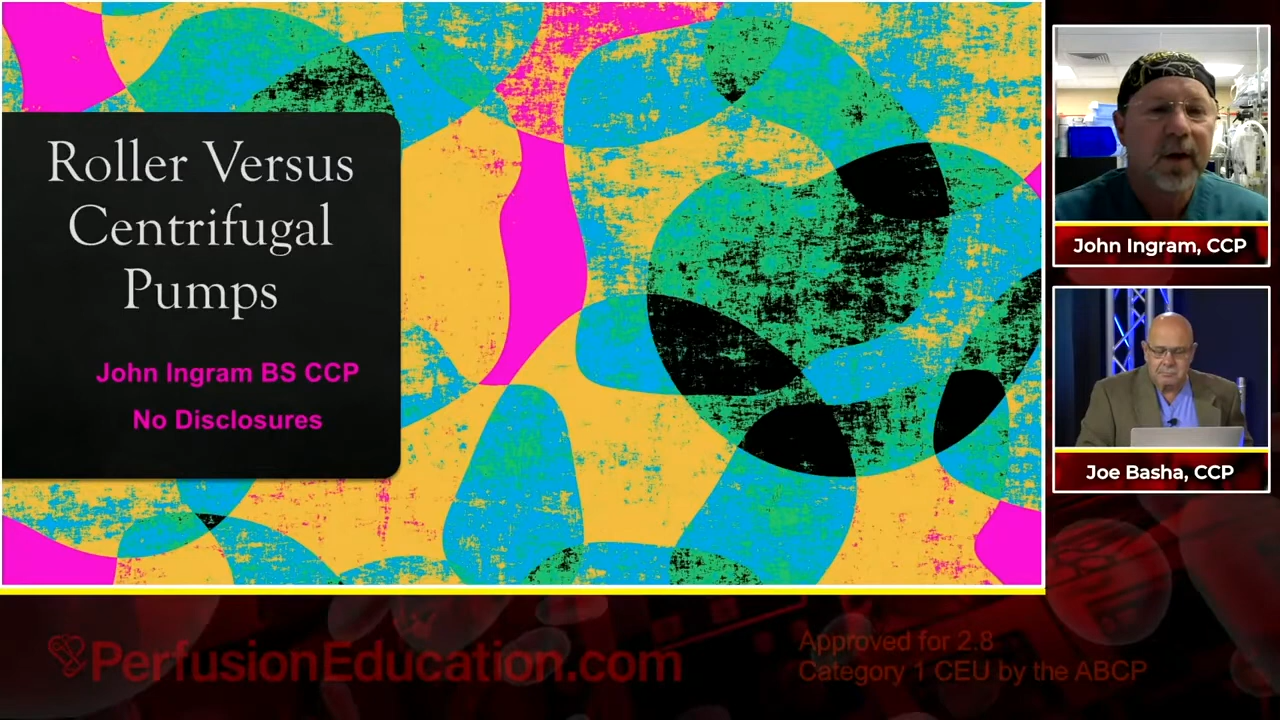 Roller Versus
Centrifugal
Pumps
John Ingram BS CCP
No Disclosures
John Ingram, CCP
Joe Basha, CCP
PerfusionEducation.com
Approved for 2.8
Category 1 CEU by the ABCP